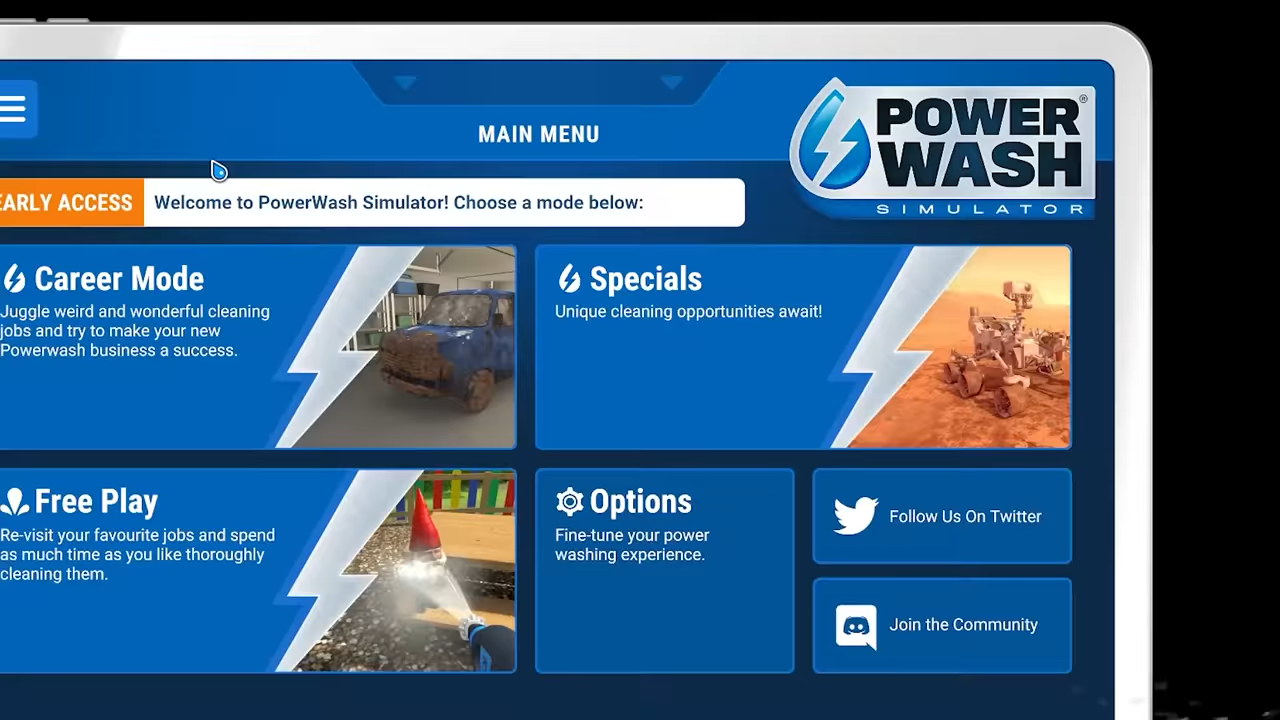 POWER®
WASH
SIMULATOR
MAIN MENU
EARLY ACCESS
Welcome to PowerWash Simulator! Choose a mode below:
Career Mode
Juggle weird and wonderful cleaning
jobs and try to make your new
Powerwash business a success.
Specials
Unique cleaning opportunities await!
Free Play
Re-visit your favourite jobs and spend
as much time as you like thoroughly
cleaning them.
Options
Fine-tune your power
washing experience.
Follow Us On Twitter
Join the Community